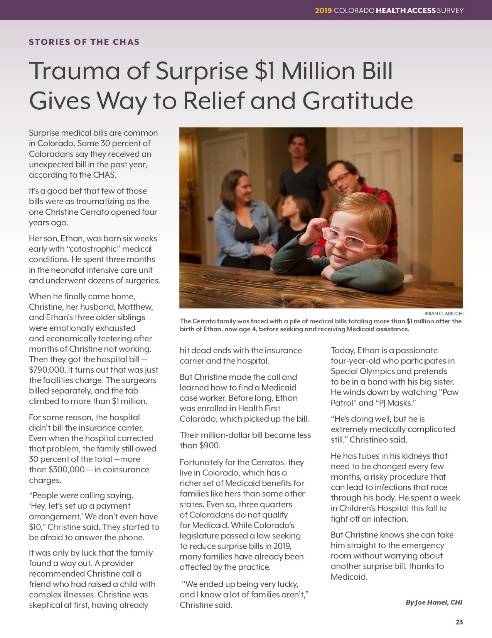 2019 COLORADO HEALTH ACCESS SURVEY
STORIES OF THE CHAS
Trauma of Surprise $1 Million Bill
Gives Way to Relief and Gratitude
Surprise medical bills are common
in Colorado. Some 30 percent of
Coloradans say they received an
unexpected bill in the past year,
according to the CHAS.
It's a good bet that few of those
bills were as traumatizing as the
one Christine Cerrato opened four
years ago.
Her son, Ethan, was born six weeks
early with "catastrophic" medical
conditions. He spent three months
in the neonatal intensive care unit
and underwent dozens of surgeries.
When he finally came home,
Christine, her husband, Matthew,
and Ethan's three older siblings
were emotionally exhausted
and economically teetering after
months of Christine not working.
Then they got the hospital bill —
$790,000. It turns out that was just
the facilities charge. The surgeons
billed separately, and the tab
climbed to more than $1 million.
For some reason, the hospital
didn't bill the insurance carrier.
Even when the hospital corrected
that problem, the family still owed
30 percent of the total — more
than $300,000 — in coinsurance
charges.
"People were calling saying,
'Hey, let's set up a payment
arrangement.' We don't even have
$10," Christine said. They started to
be afraid to answer the phone.
It was only by luck that the family
found a way out. A provider
recommended Christine call a
friend who had raised a child with
complex illnesses. Christine was
skeptical at first, having already
BRIAN CLARK/CHI
The Cerrato family was faced with a pile of medical bills totaling more than $1 million after the
birth of Ethan, now age 4, before seeking and receiving Medicaid assistance.
hit dead ends with the insurance
carrier and the hospital.
But Christine made the call and
learned how to find a Medicaid
case worker. Before long, Ethan
was enrolled in Health First
Colorado, which picked up the bill.
Their million-dollar bill became less
than $900.
Fortunately for the Cerratos, they
live in Colorado, which has a
richer set of Medicaid benefits for
families like hers than some other
states. Even so, three quarters
of Coloradans do not qualify
for Medicaid. While Colorado's
legislature passed a law seeking
to reduce surprise bills in 2019,
many families have already been
affected by the practice.
"We ended up being very lucky,
and I know a lot of families aren't,"
Christine said.
Today, Ethan is a passionate
four-year-old who participates in
Special Olympics and pretends
to be in a band with his big sister.
He winds down by watching "Paw
Patrol" and "PJ Masks."
"He's doing well, but he is
extremely medically complicated
still," Christineo said.
He has tubes in his kidneys that
need to be changed every few
months, a risky procedure that
can lead to infections that race
through his body. He spent a week
in Children's Hospital this fall to
fight off an infection.
But Christine knows she can take
him straight to the emergency
room without worrying about
another surprise bill, thanks to
Medicaid.
By Joe Hanel, CHI
23